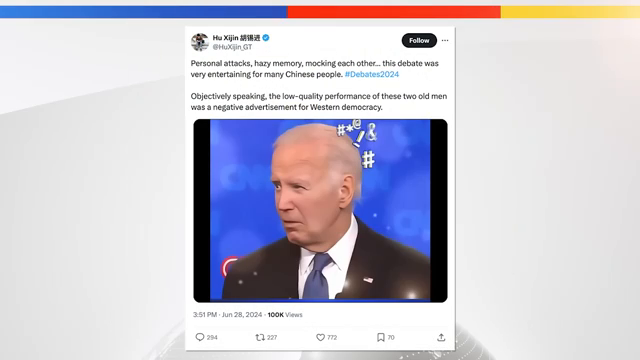 Hu Xijin 胡锡进
@HuXijin_GT
Follow
Personal attacks, hazy memory, mocking each other... this debate was
very entertaining for many Chinese people. #Debates2024
Objectively speaking, the low-quality performance of these two old men
was a negative advertisement for Western democracy.
#*@&
!#
CNN
3:51 PM · Jun 28, 2024 · 100K Views
294
227
772
70